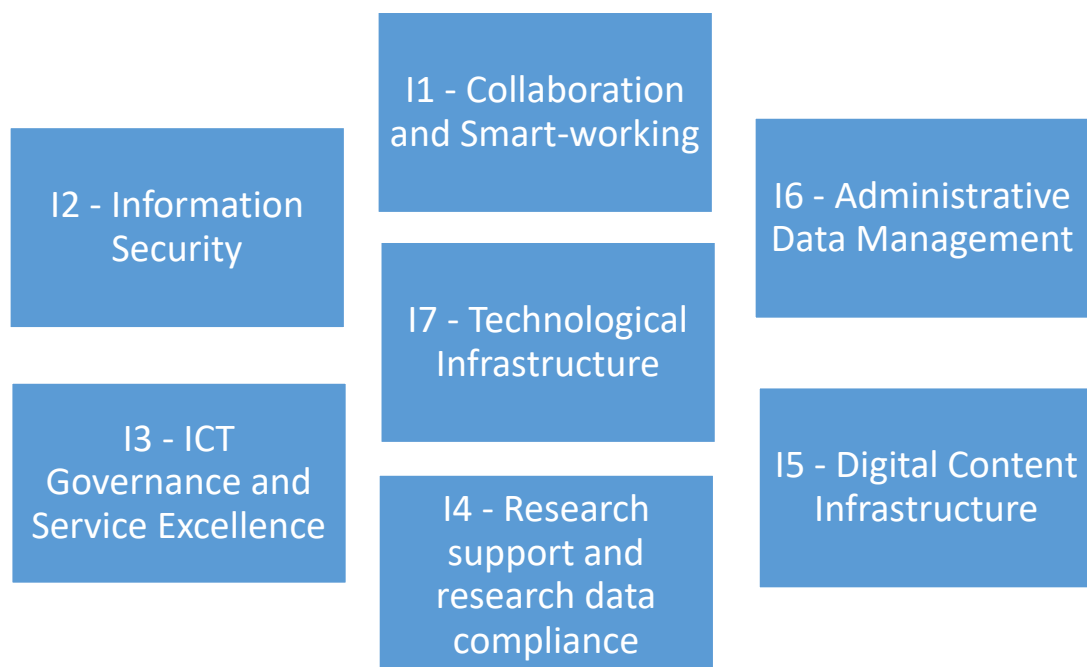 I1 - Collaboration
and Smart-working
I2 - Information
Security
I6 - Administrative
Data Management
I7 - Technological
Infrastructure
I3 - ICT
Governance and
Service Excellence
I5 - Digital Content
Infrastructure
I4 - Research
support and
research data
compliance